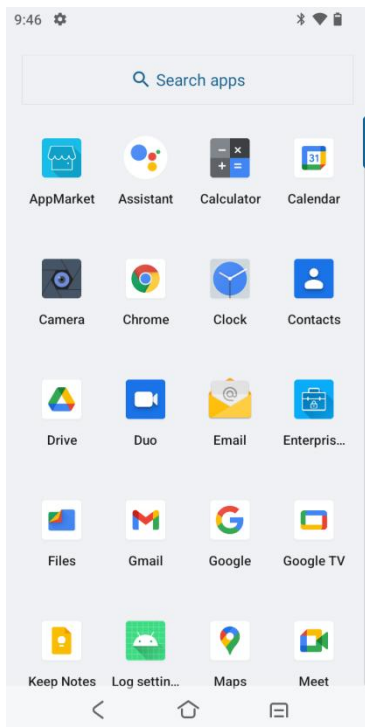 9:46
Search apps
AppMarket Assistant Calculator Calendar
31
Camera Chrome Clock Contacts
Drive Duo Email Enterpris...
Files Gmail Google Google TV
Keep Notes Log settin... Maps Meet